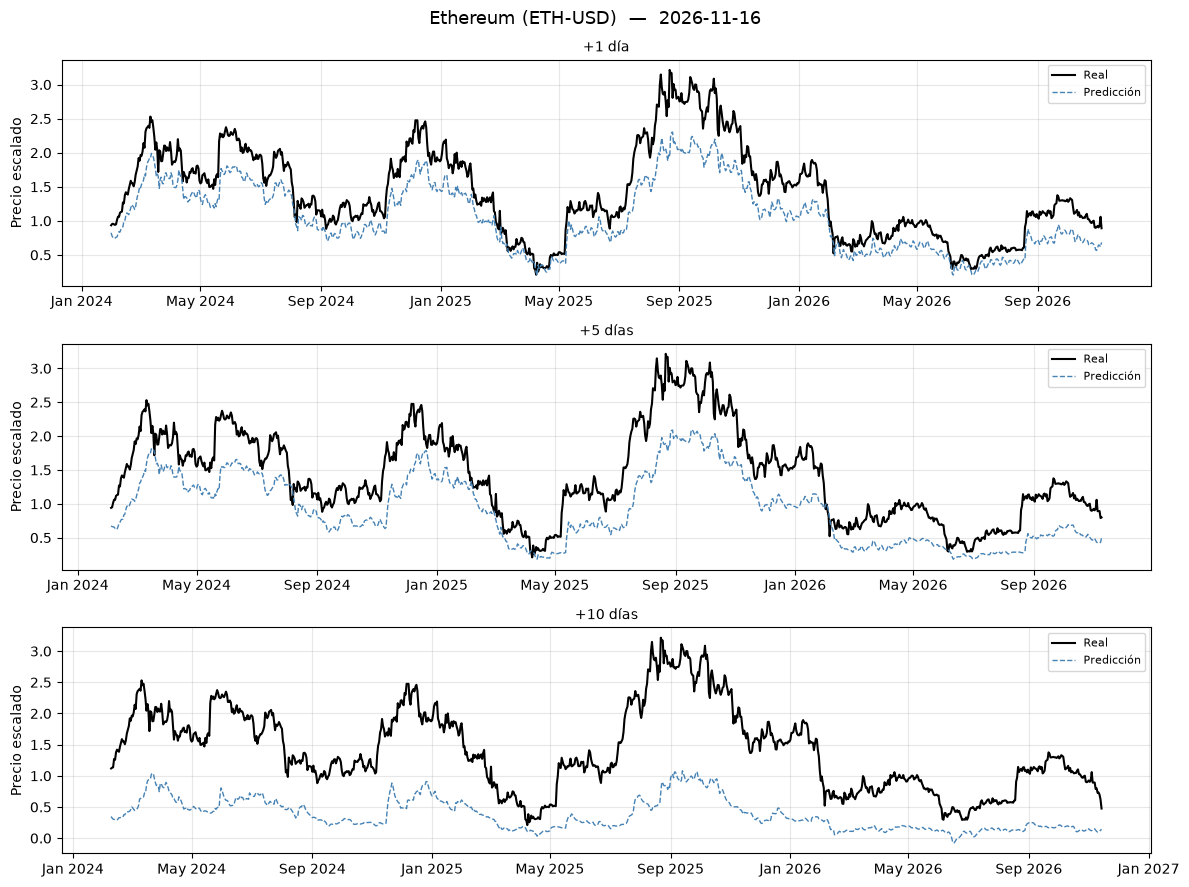 Ethereum (ETH-USD) — 2026-11-16
+1 día
Precio escalado
3.0
2.5
2.0
1.5
1.0
0.5
Real
Predicción
Jan 2024 May 2024 Sep 2024 Jan 2025 May 2025 Sep 2025 Jan 2026 May 2026 Sep 2026
+5 días
Precio escalado
3.0
2.5
2.0
1.5
1.0
0.5
Real
Predicción
Jan 2024 May 2024 Sep 2024 Jan 2025 May 2025 Sep 2025 Jan 2026 May 2026 Sep 2026
+10 días
Precio escalado
3.0
2.5
2.0
1.5
1.0
0.5
0.0
Real
Predicción
Jan 2024 May 2024 Sep 2024 Jan 2025 May 2025 Sep 2025 Jan 2026 May 2026 Sep 2026 Jan 2027